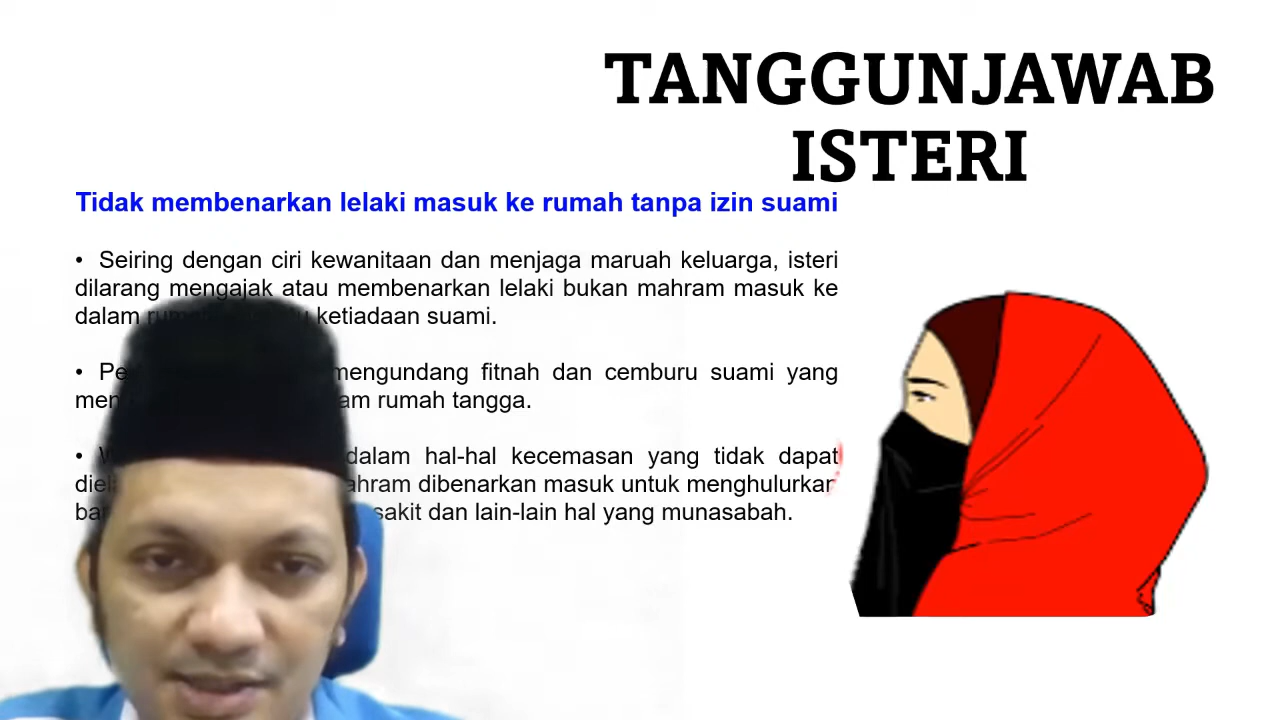 TANGGUNJAWAB
ISTERI
Tidak membenarkan lelaki masuk ke rumah tanpa izin suami
• Seiring dengan ciri kewanitaan dan menjaga maruah keluarga, isteri
dilarang mengajak atau membenarkan lelaki bukan mahram masuk ke
dalam ketiadaan suami.
• mengundang fitnah dan cemburu suami yang
rumah tangga.
• dalam hal-hal kecemasan yang tidak dapat
dibenarkan masuk untuk menghulurkan
sakit dan lain-lain hal yang munasabah.